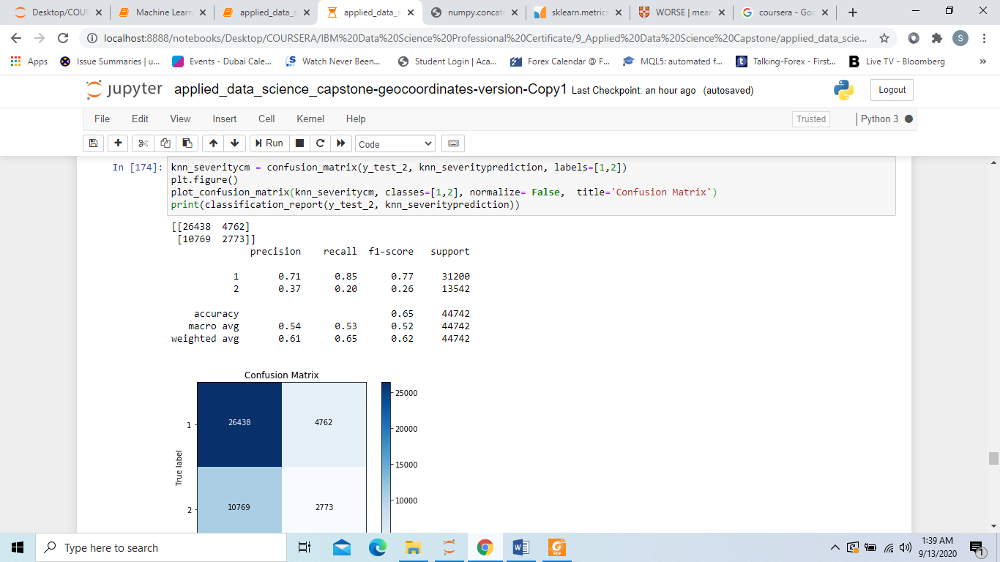 Desktop/COUR
Machine Learn
applied_data_s
applied_data_s
numpy.concat
sklearn.metrics
WORSE | mean
coursera - Goo
localhost:8888/notebooks/Desktop/COURSERA/IBM%20Data%20Science%20Professional%20Certificate/9_Applied%20Data%20Science%20Capstone/applied_data_scie...
S
Apps
Issue Summaries | u...
Events - Dubai Cale...
Watch Never Been...
Student Login | Aca...
Forex Calendar @ F...
MQL5: automated f...
Talking-Forex - First...
Live TV - Bloomberg
»
jupyter applied_data_science_capstone-geocoordinates-version-Copy1 Last Checkpoint: an hour ago (autosaved)
Logout
File Edit View Insert Cell Kernel Help
Trusted
Python 3
Run
Code
In [174]: knn_severitycm = confusion_matrix(y_test_2, knn_severityprediction, labels=[1,2])
plt.figure()
plot_confusion_matrix(knn_severitycm, classes=[1,2], normalize= False,  title='Confusion Matrix')
print(classification_report(y_test_2, knn_severityprediction))
[[26438  4762]
[10769  2773]]
precision recall f1-score support
1 0.71 0.85 0.77 31200
2 0.37 0.20 0.26 13542
accuracy 0.65 44742
macro avg 0.54 0.53 0.52 44742
weighted avg 0.61 0.65 0.62 44742
Confusion Matrix
25000
1
26438
4762
20000
15000
True label
10000
2
10769
2773
Type here to search
1:39 AM
9/13/2020
1